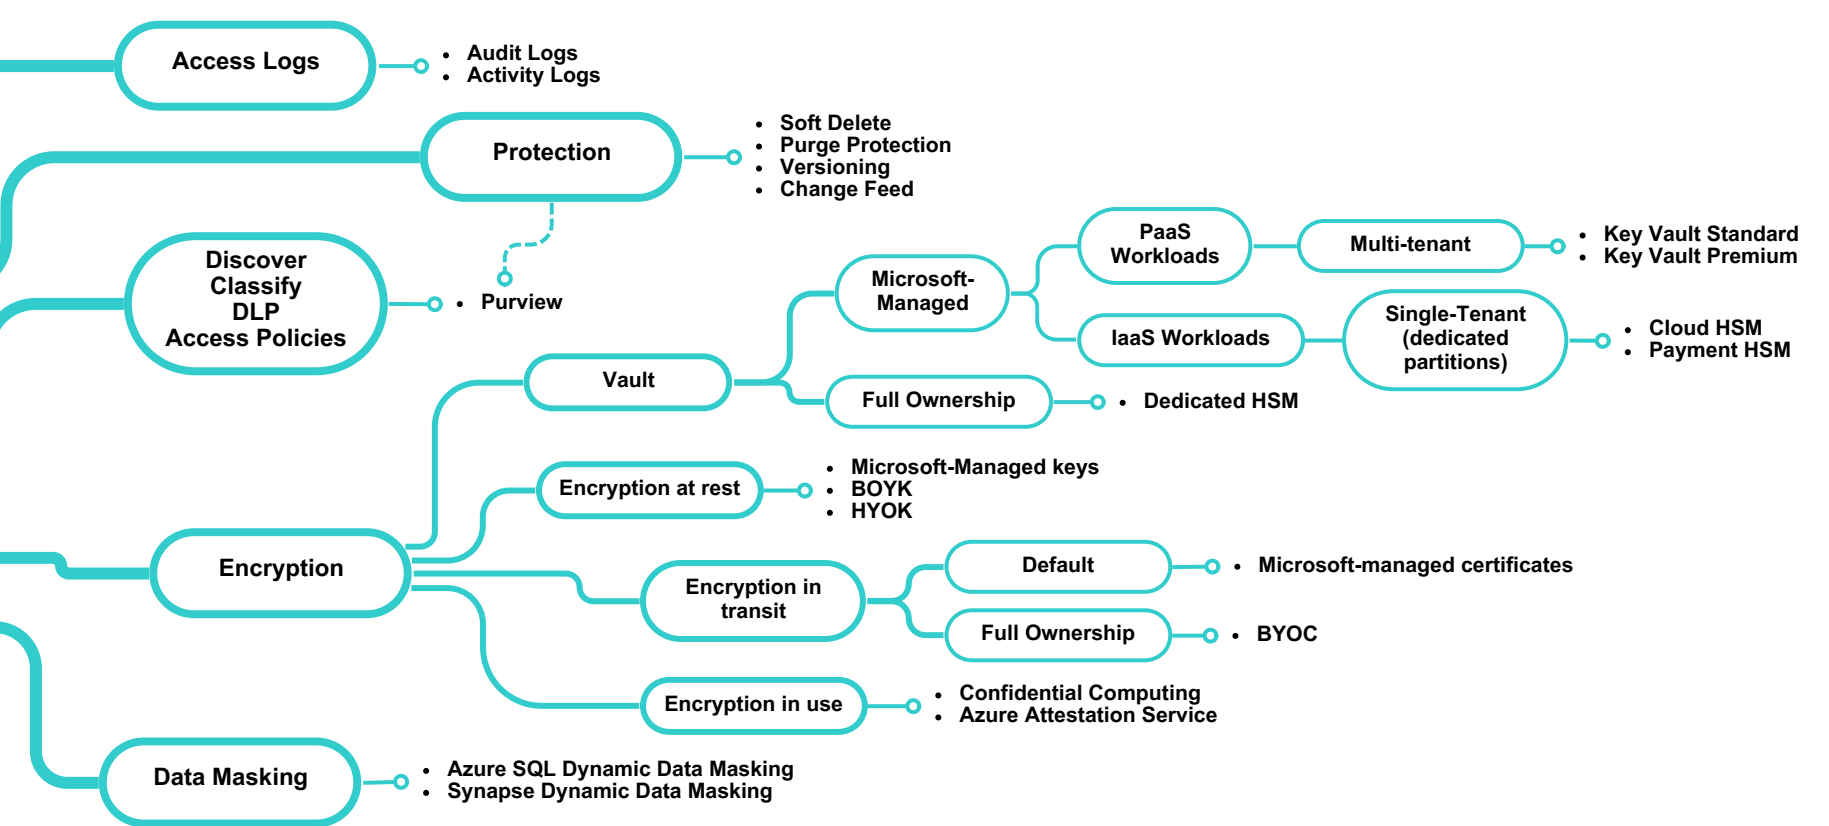 Access Logs
• Audit Logs
• Activity Logs
Protection
• Soft Delete
• Purge Protection
• Versioning
• Change Feed
Discover
Classify
DLP
Access Policies
• Purview
Encryption
Vault
Microsoft-
Managed
PaaS
Workloads
Multi-tenant
• Key Vault Standard
• Key Vault Premium
IaaS Workloads
Single-Tenant
(dedicated
partitions)
• Cloud HSM
• Payment HSM
Full Ownership
• Dedicated HSM
Encryption at rest
• Microsoft-Managed keys
• BOYK
• HYOK
Encryption in
transit
Default
• Microsoft-managed certificates
Full Ownership
• BYOC
Encryption in use
• Confidential Computing
• Azure Attestation Service
Data Masking
• Azure SQL Dynamic Data Masking
• Synapse Dynamic Data Masking